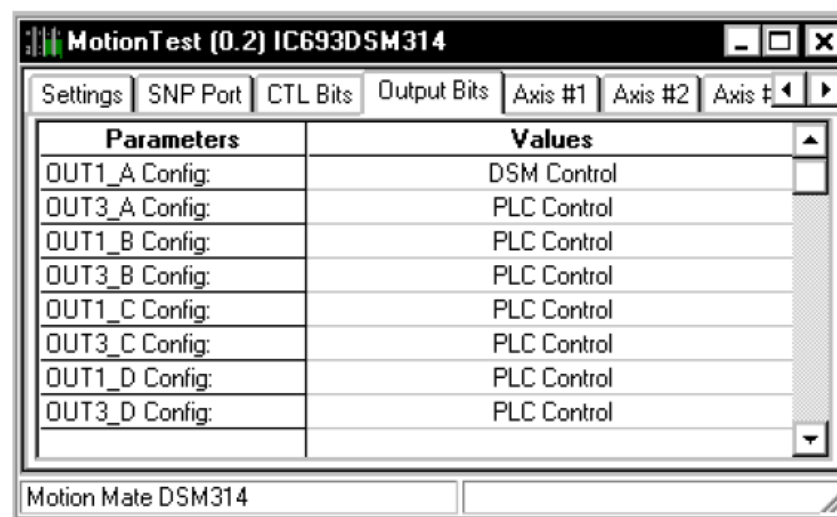 MotionTest (0.2) IC693DSM314
Settings SNP Port CTL Bits Output Bits Axis #1 Axis #2 Axis #
Parameters Values
OUT1_A Config: DSM Control
OUT3_A Config: PLC Control
OUT1_B Config: PLC Control
OUT3_B Config: PLC Control
OUT1_C Config: PLC Control
OUT3_C Config: PLC Control
OUT1_D Config: PLC Control
OUT3_D Config: PLC Control
Motion Mate DSM314